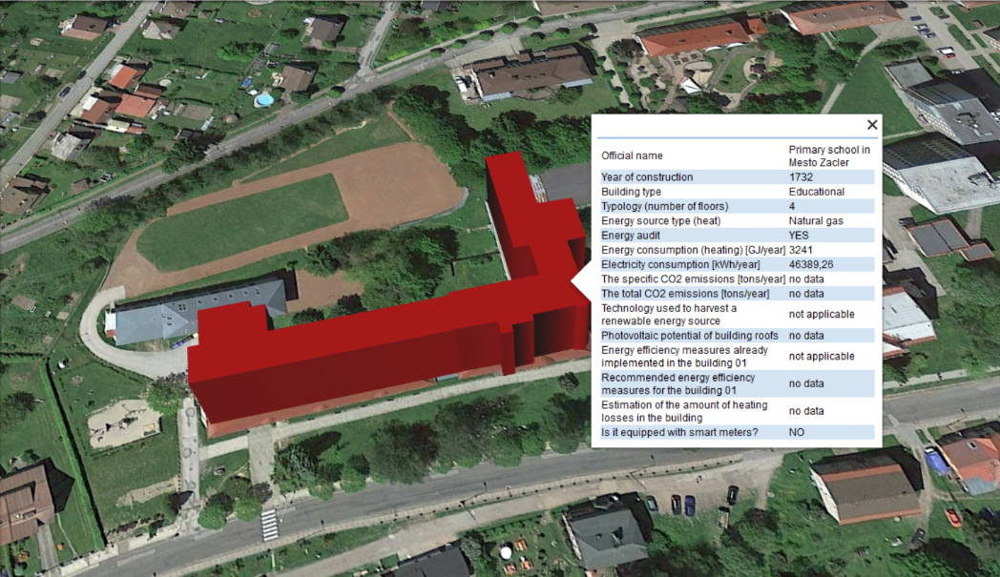 Official name Primary school in
Mesto Zacler
Year of construction 1732
Building type Educational
Typology (number of floors) 4
Energy source type (heat) Natural gas
Energy audit YES
Energy consumption (heating) [GJ/year] 3241
Electricity consumption [kWh/year] 46389,26
The specific CO2 emissions [tons/year] no data
The total CO2 emissions [tons/year] no data
Technology used to harvest a
renewable energy source not applicable
Photovoltaic potential of building roofs no data
Energy efficiency measures already
implemented in the building 01 not applicable
Recommended energy efficiency
measures for the building 01 no data
Estimation of the amount of heating
losses in the building no data
Is it equipped with smart meters? NO